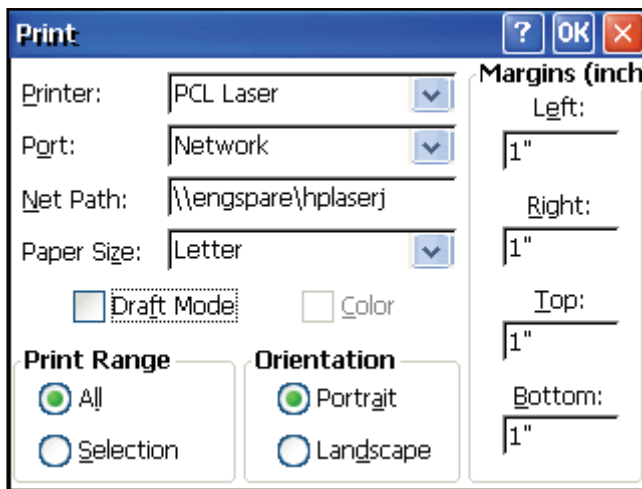 Print ? OK
Printer: PCL Laser
Port: Network
Net Path: \\engspare\hplaserj
Paper Size: Letter
Draft Mode Color
Print Range
All
Selection
Orientation
Portrait
Landscape
Margins (inch
Left:
1"
Right:
1"
Top:
1"
Bottom:
1"